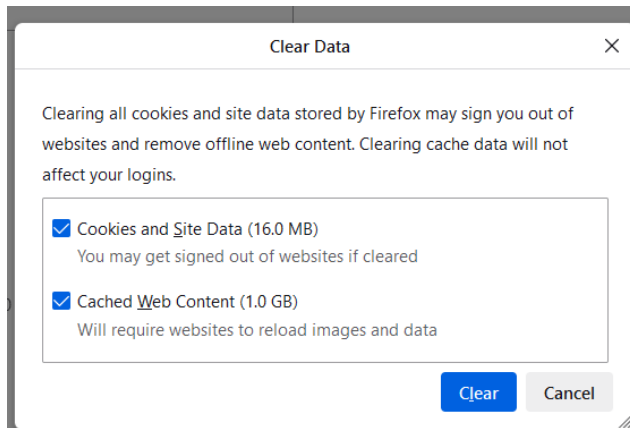 Clear Data
Clearing all cookies and site data stored by Firefox may sign you out of
websites and remove offline web content. Clearing cache data will not
affect your logins.
Cookies and Site Data (16.0 MB)
You may get signed out of websites if cleared
Cached Web Content (1.0 GB)
Will require websites to reload images and data
Clear Cancel